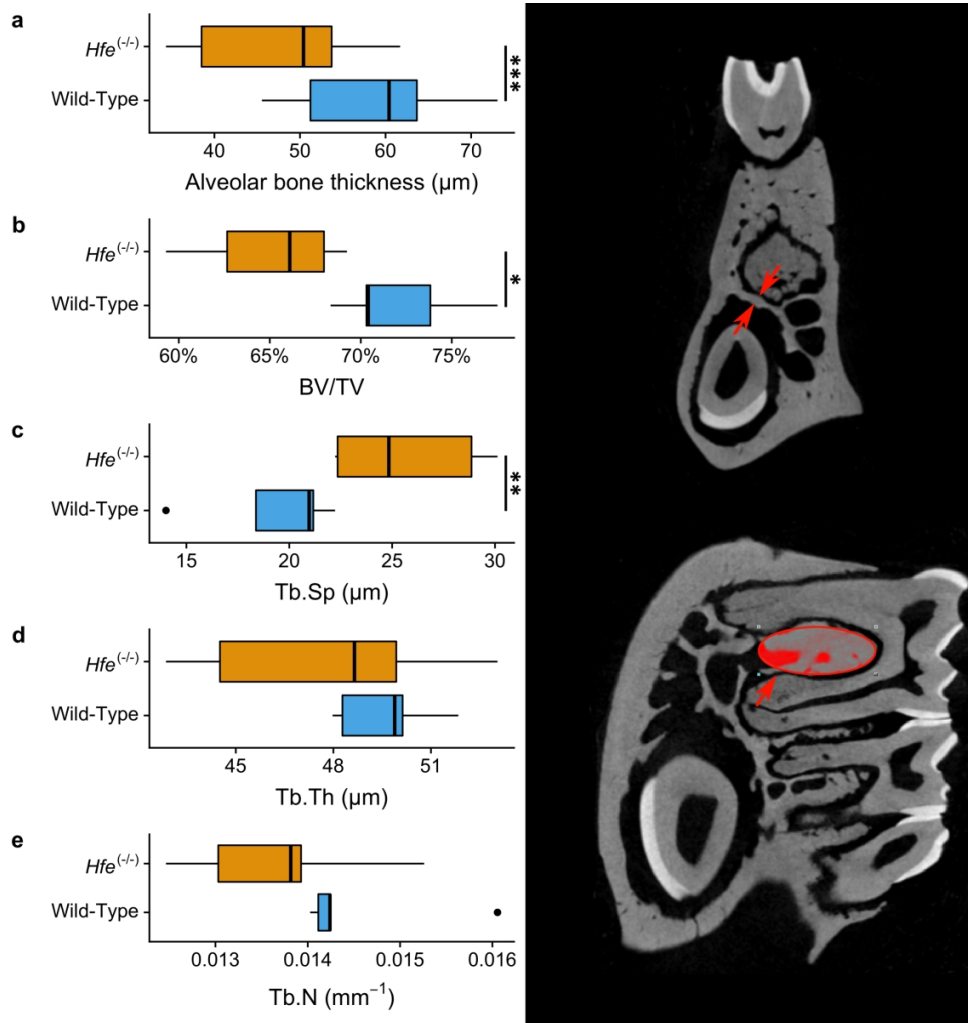 a
Hfe(-/-)
Wild-Type
***
40 50 60 70
Alveolar bone thickness (μm)
b
Hfe(-/-)
Wild-Type
*
60% 65% 70% 75%
BV/TV
c
Hfe(-/-)
Wild-Type
**
15 20 25 30
Tb.Sp (μm)
d
Hfe(-/-)
Wild-Type
45 48 51
Tb.Th (μm)
e
Hfe(-/-)
Wild-Type
0.013 0.014 0.015 0.016
Tb.N (mm⁻¹)